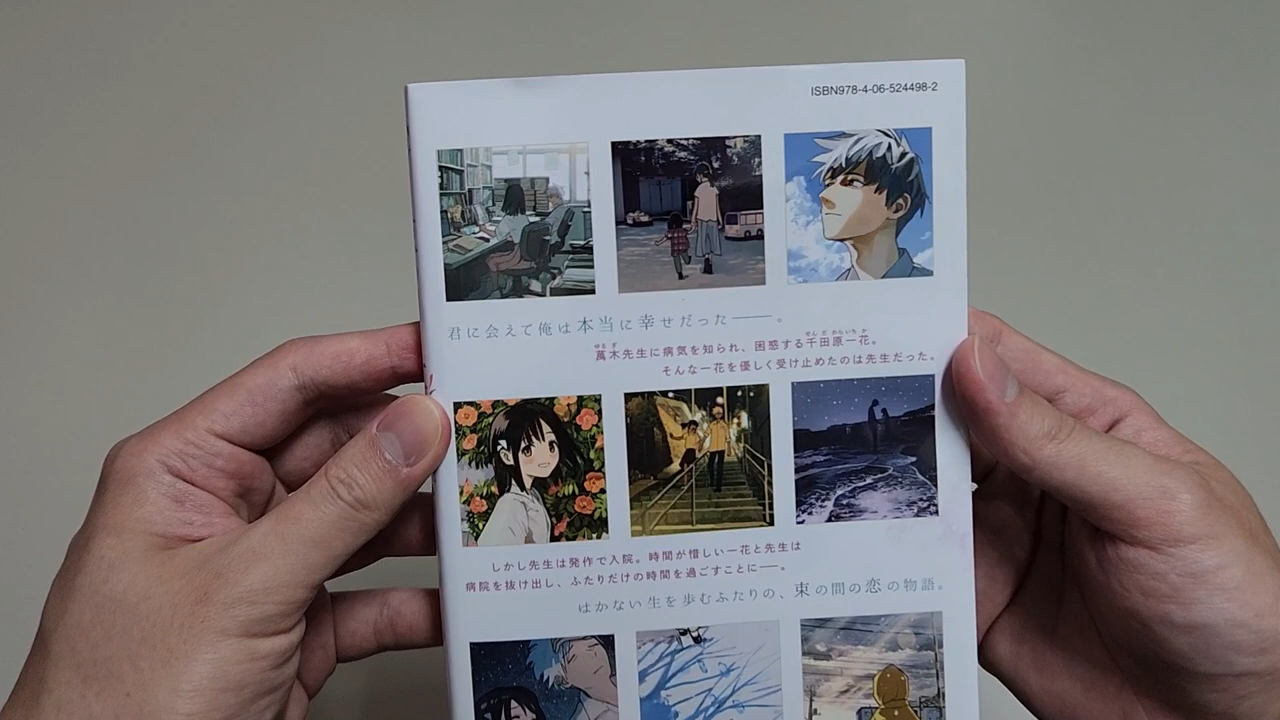 ISBN978-4-06-524498-2
君に会えて俺は本当に幸せだった――。
萬木先生に病気を知られ、困惑する千田原一花。
そんな一花を優しく受け止めたのは先生だった。
しかし先生は発作で入院。時間が惜しい一花と先生は
病院を抜け出し、ふたりだけの時間を過ごすことに―。
はかない生を歩むふたりの、束の間の恋の物語。